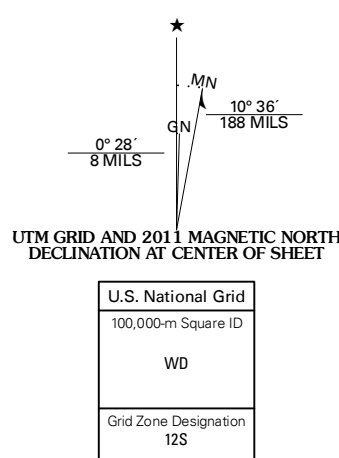 ★
MN
GN
10° 36´
188 MILS
0° 28´
8 MILS
UTM GRID AND 2011 MAGNETIC NORTH
DECLINATION AT CENTER OF SHEET
U.S. National Grid
100,000-m Square ID
WD
Grid Zone Designation
12S